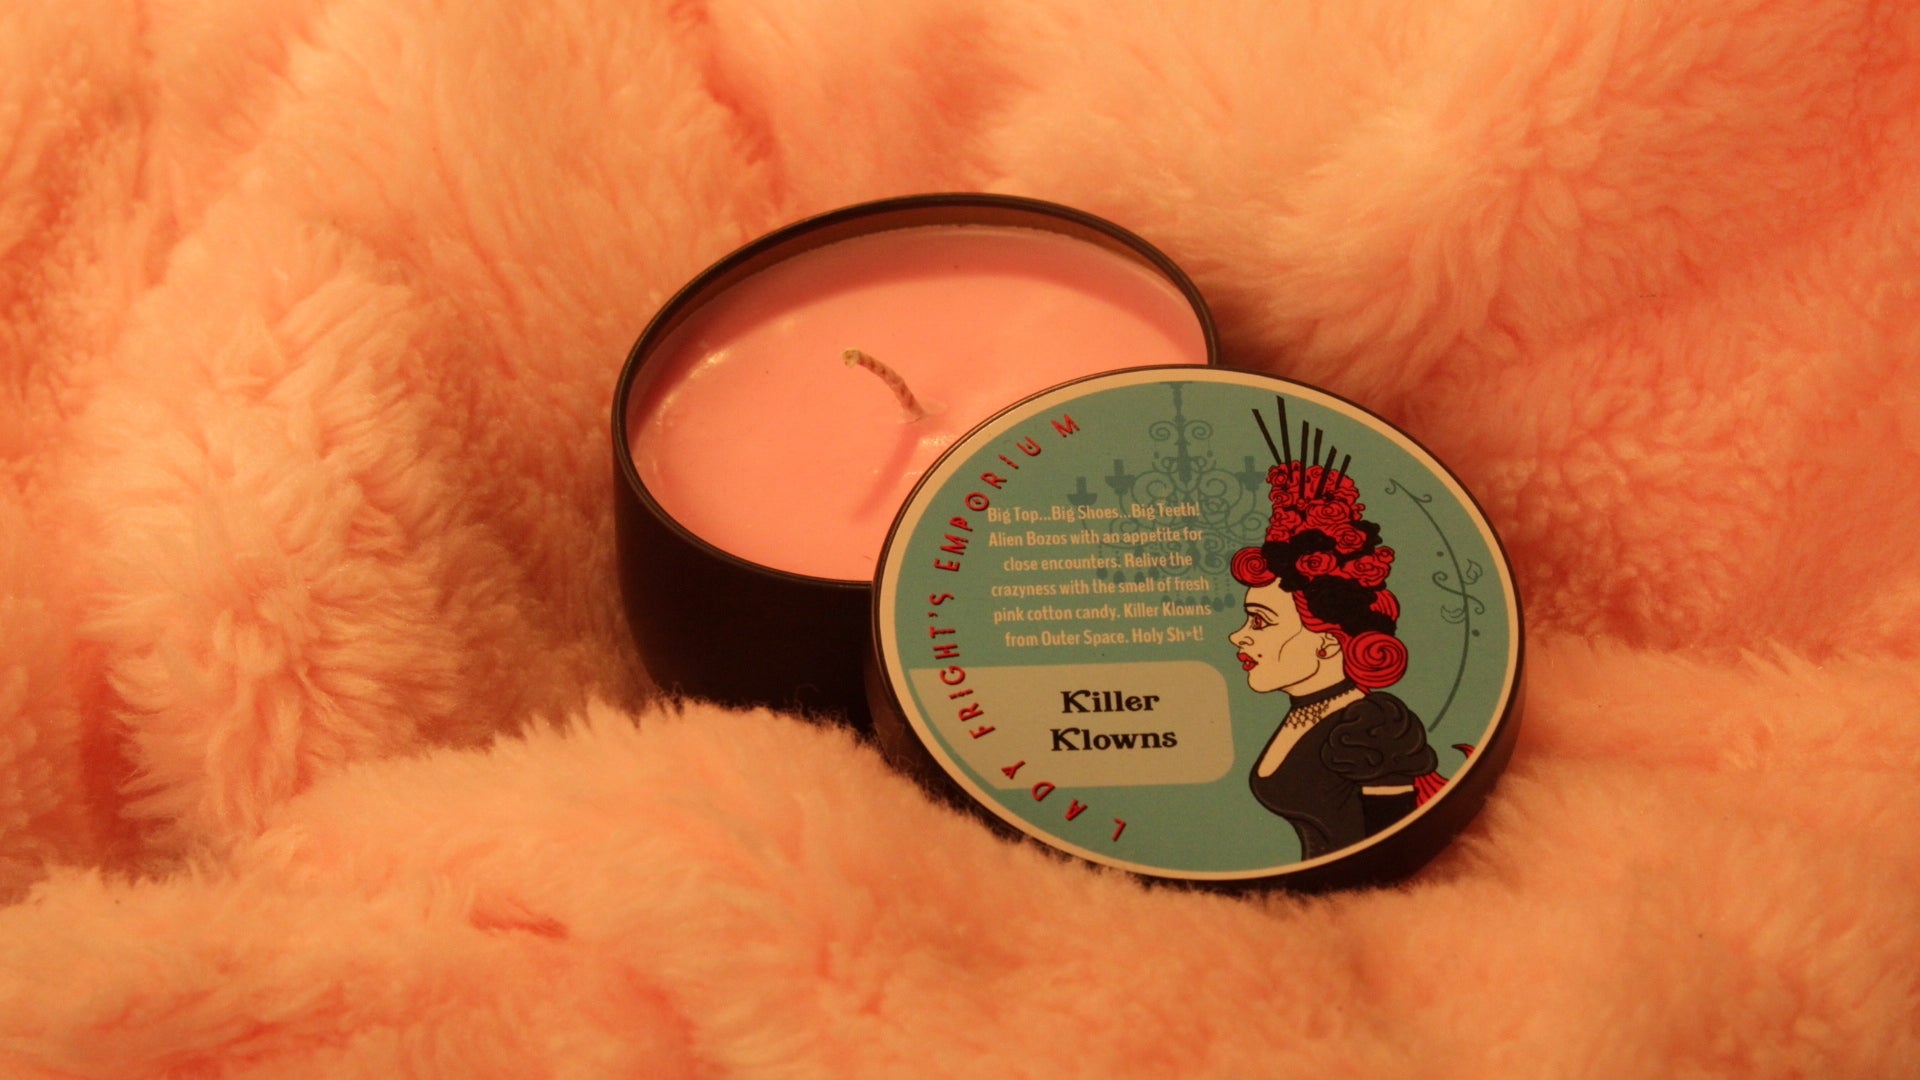 LADY FRIGHT'S EMPORIUM
Big Top...Big Shoes...Big Teeth!
Alien Bozos with an appetite for
close encounters. Relive the
crazyness with the smell of fresh
pink cotton candy. Killer Klowns
from Outer Space. Holy $h*t!
Killer
Klowns